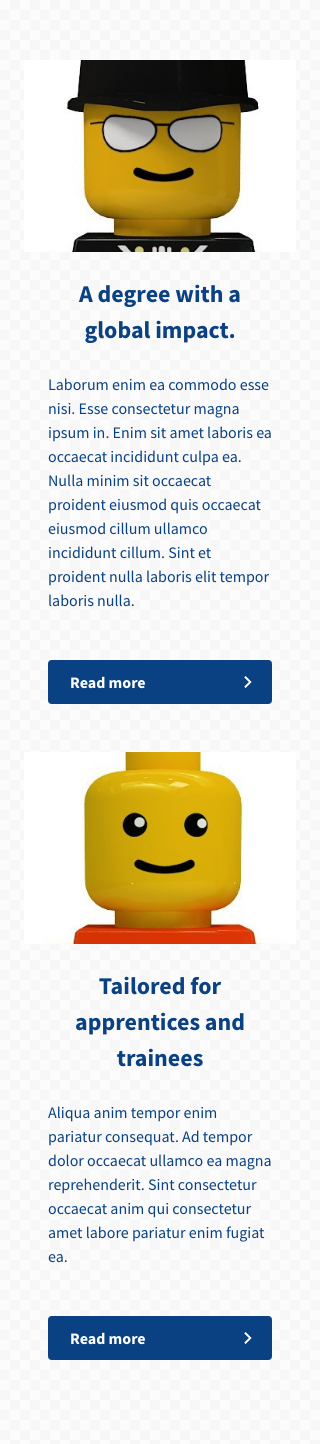 A degree with a
global impact.
Laborum enim ea commodo esse
nisi. Esse consectetur magna
ipsum in. Enim sit amet laboris ea
occaecat incididunt culpa ea.
Nulla minim sit occaecat
proident eiusmod quis occaecat
eiusmod cillum ullamco
incididunt cillum. Sint et
proident nulla laboris elit tempor
laboris nulla.
Read more
Tailored for
apprentices and
trainees
Aliqua anim tempor enim
pariatur consequat. Ad tempor
dolor occaecat ullamco ea magna
reprehenderit. Sint consectetur
occaecat anim qui consectetur
amet labore pariatur enim fugiat
ea.
Read more